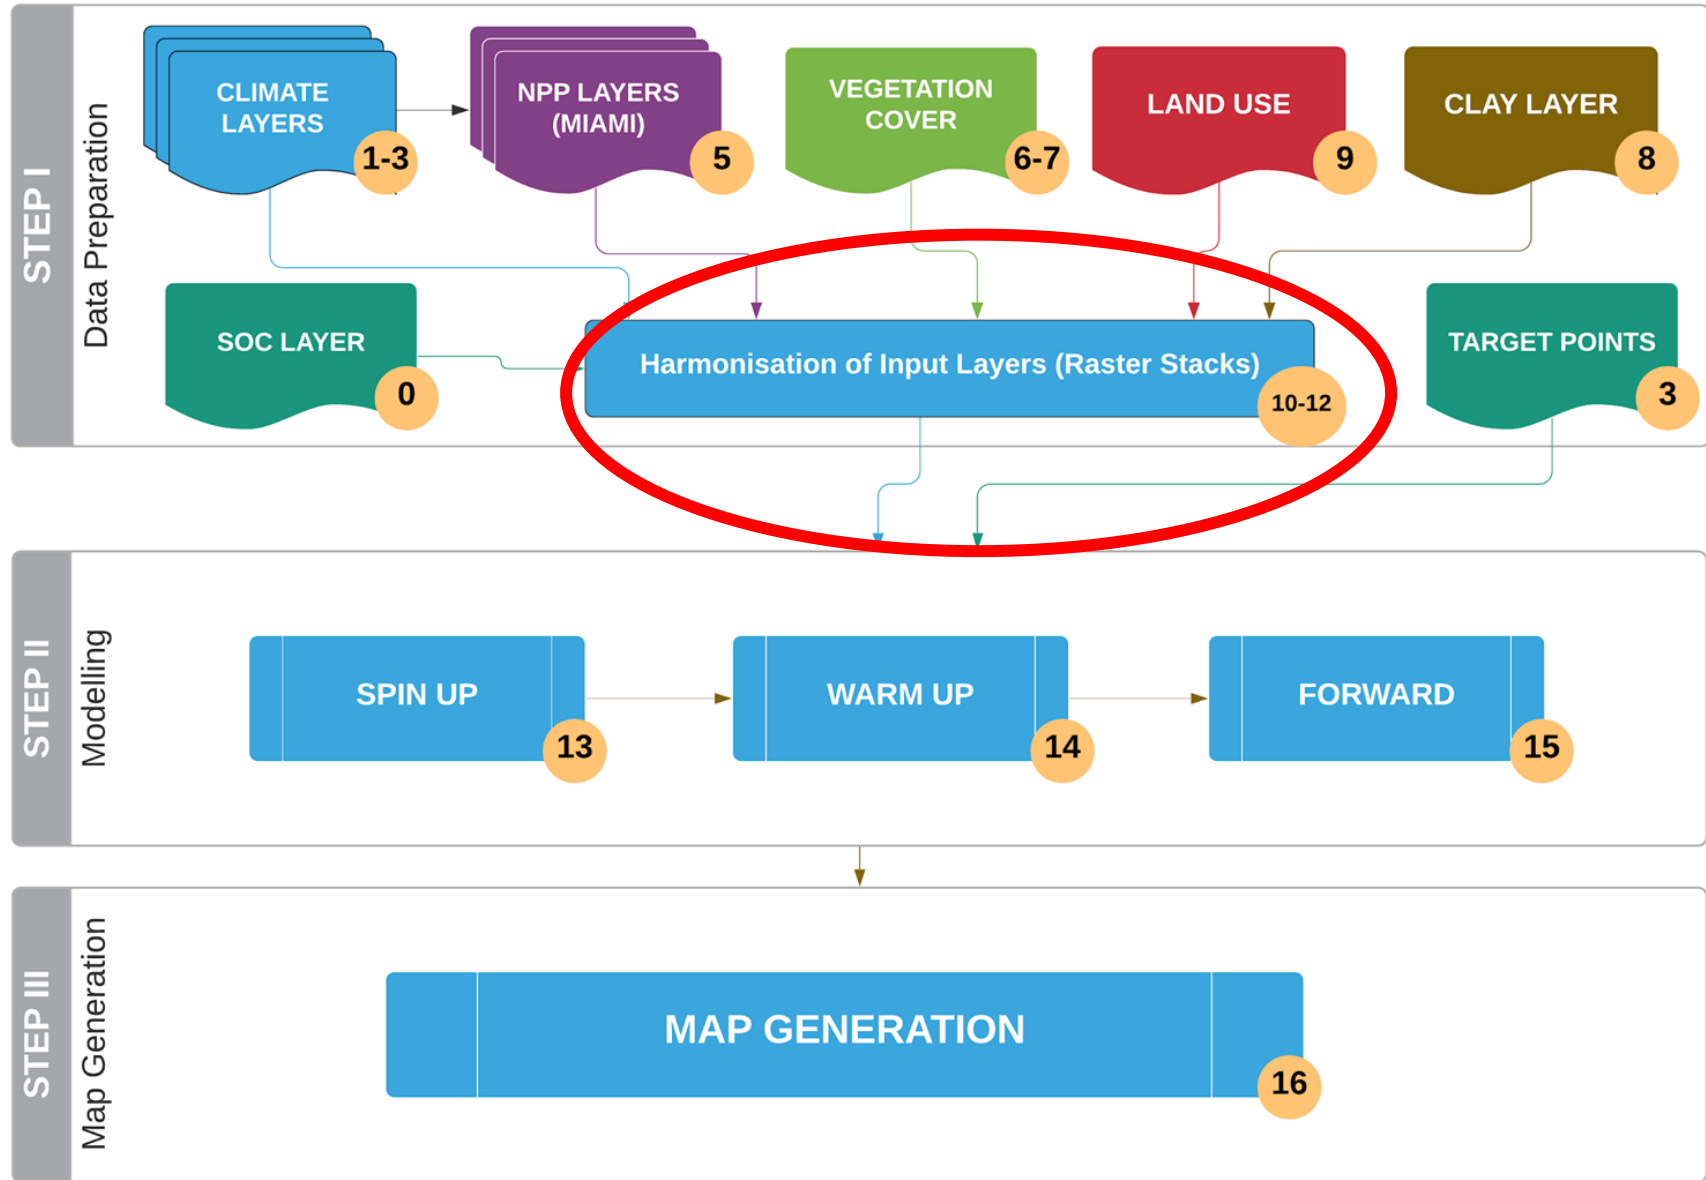 STEP I
Data Preparation
CLIMATE
LAYERS
1-3
NPP LAYERS
(MIAMI)
5
VEGETATION
COVER
6-7
LAND USE
9
CLAY LAYER
8
SOC LAYER
0
Harmonisation of Input Layers (Raster Stacks)
10-12
TARGET POINTS
3
STEP II
Modelling
SPIN UP
13
WARM UP
14
FORWARD
15
STEP III
Map Generation
MAP GENERATION
16